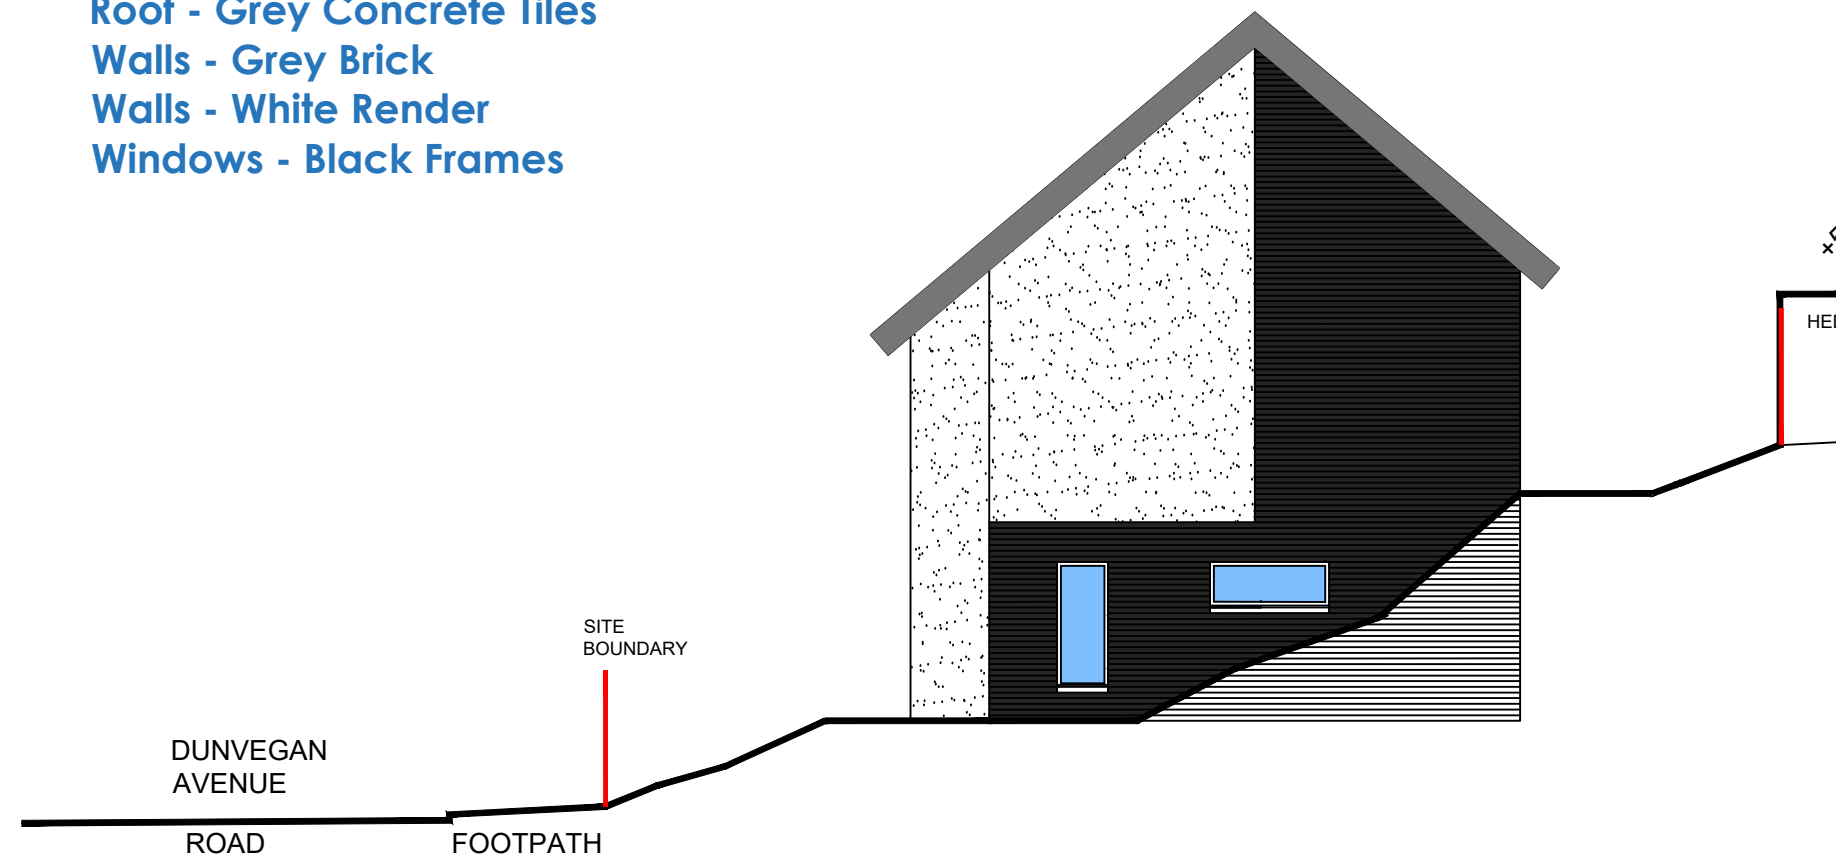 Roof - Grey Concrete Tiles
Walls - Grey Brick
Walls - White Render
Windows - Black Frames
SITE
BOUNDARY
DUNVEGAN
AVENUE
ROAD
FOOTPATH